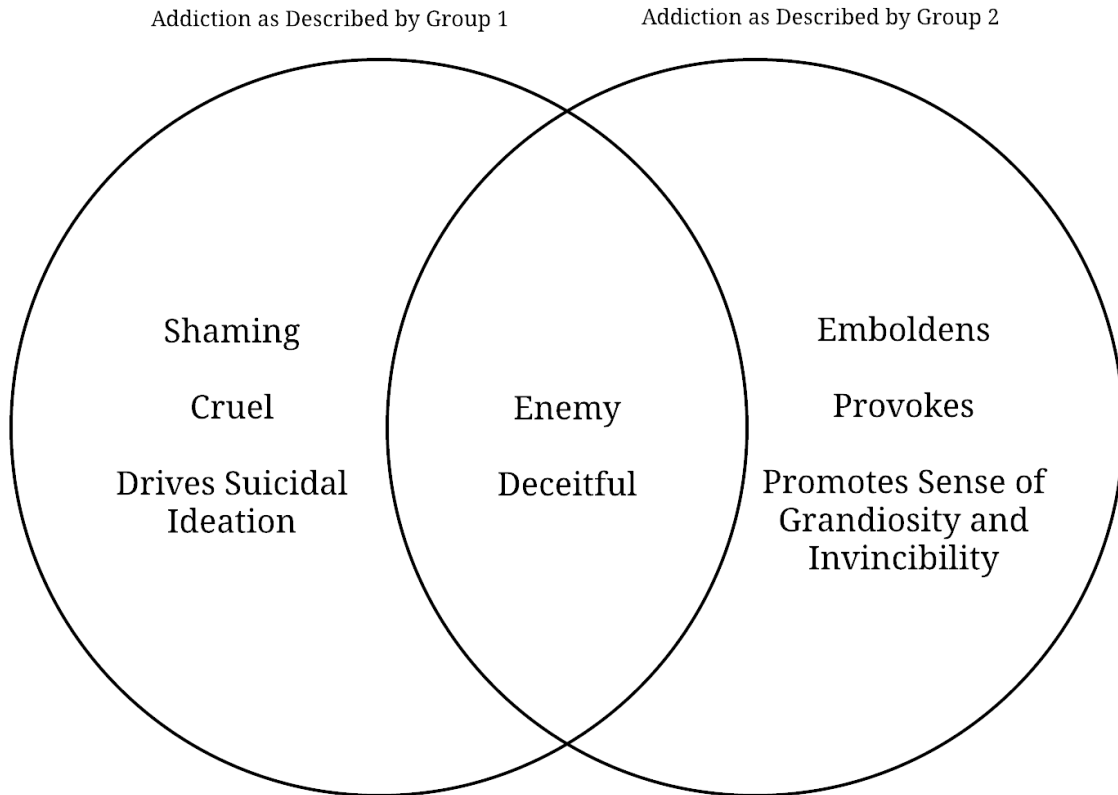 Addiction as Described by Group 1
Addiction as Described by Group 2
Shaming
Cruel
Drives Suicidal
Ideation
Enemy
Deceitful
Emboldens
Provokes
Promotes Sense of
Grandiosity and
Invincibility